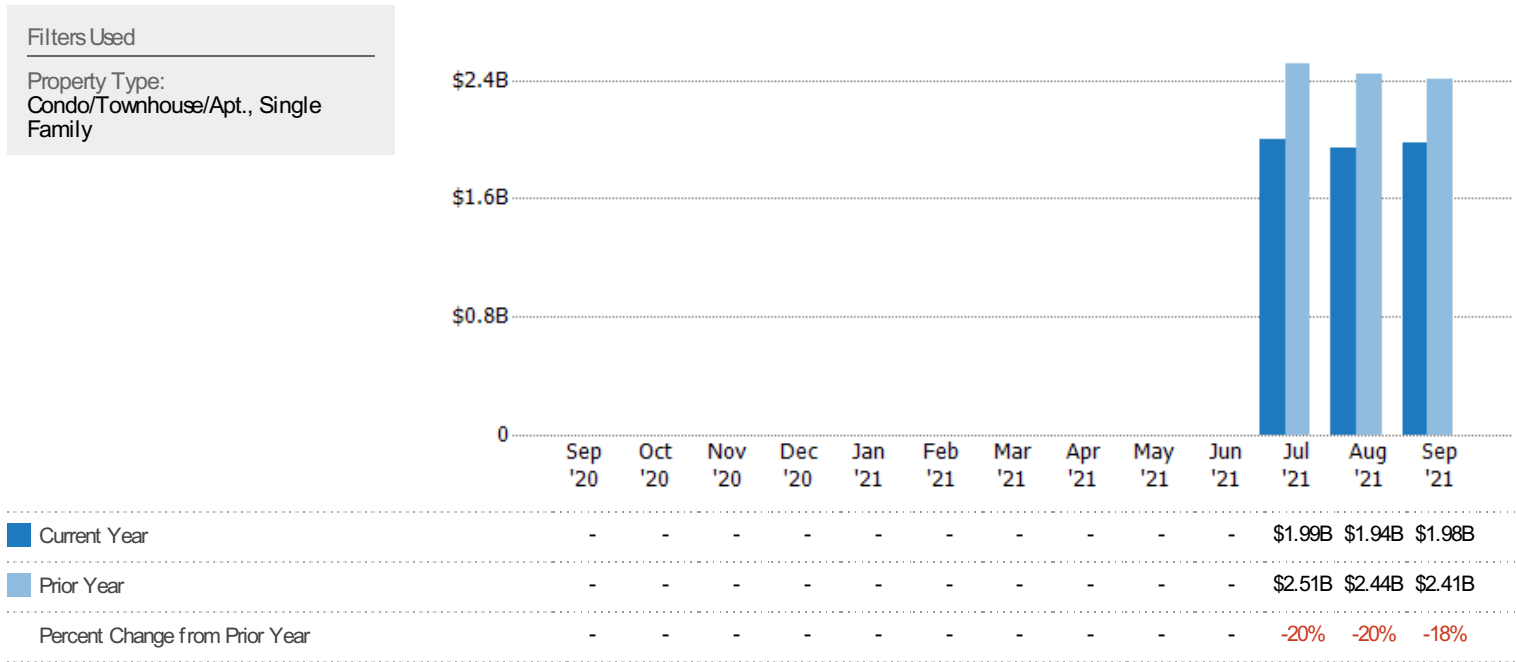 Filters Used
Property Type:
Condo/Townhouse/Apt., Single
Family
$2.4B
$1.6B
$0.8B
0
Sep Oct Nov Dec Jan Feb Mar Apr May Jun Jul Aug Sep
'20 '20 '20 '20 '21 '21 '21 '21 '21 '21 '21 '21 '21
Current Year - - - - - - - - - - $1.99B $1.94B $1.98B
Prior Year - - - - - - - - - - $2.51B $2.44B $2.41B
Percent Change from Prior Year - - - - - - - - - - -20% -20% -18%